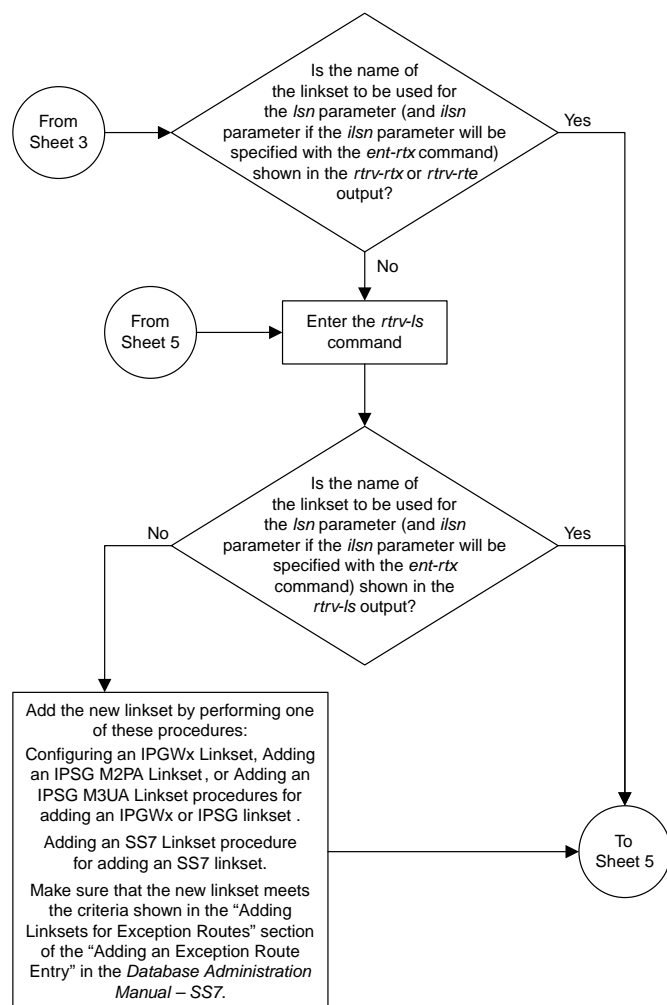 Is the name of
the linkset to be used for
the lsn parameter (and ilsn
parameter if the ilsn parameter will be
specified with the ent-rtx command)
shown in the rtrv-rtx or rtrv-rte
output?
From
Sheet 3
Yes
No
From
Sheet 5
Enter the rtrv-ls
command
Is the name of
the linkset to be used for
the lsn parameter (and ilsn
parameter if the ilsn parameter will be
specified with the ent-rtx
command) shown in the
rtrv-ls output?
No
Yes
Add the new linkset by performing one
of these procedures:
Configuring an IPGWx Linkset, Adding
an IPSG M2PA Linkset, or Adding an
IPSG M3UA Linkset procedures for
adding an IPGWx or IPSG linkset .
Adding an SS7 Linkset procedure
for adding an SS7 linkset.
Make sure that the new linkset meets
the criteria shown in the “Adding
Linksets for Exception Routes” section
of the “Adding an Exception Route
Entry” in the Database Administration
Manual – SS7.
To
Sheet 5